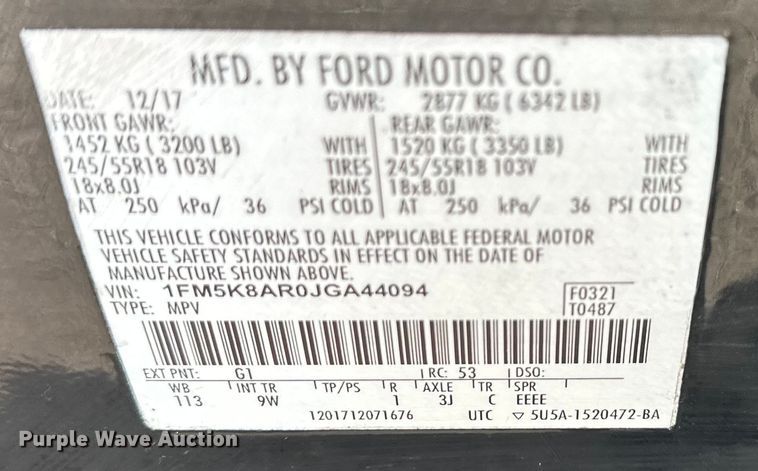 MFD. BY FORD MOTOR CO.
DATE: 12/17 GVWR: 2877 KG ( 6342 LB)
FRONT GAWR: REAR GAWR:
1452 KG ( 3200 LB) WITH 1520 KG ( 3350 LB) WITH
245/55R18 103V TIRES 245/55R18 103V TIRES
18x8.0J RIMS 18x8.0J RIMS
AT 250 kPa/ 36 PSI COLD AT 250 kPa/ 36 PSI COLD
THIS VEHICLE CONFORMS TO ALL APPLICABLE FEDERAL MOTOR
VEHICLE SAFETY STANDARDS IN EFFECT ON THE DATE OF
MANUFACTURE SHOWN ABOVE.
VIN: 1FM5K8AR0JGA44094 F0321
TYPE: MPV T0487
EXT PNT: G1 RC: 53 DSO:
WB INT TR TP/PS R AXLE TR SPR
113 9W 1 3J C EEEE
1201712071676 UTC ▽ 5U5A-1520472-BA
Purple Wave Auction